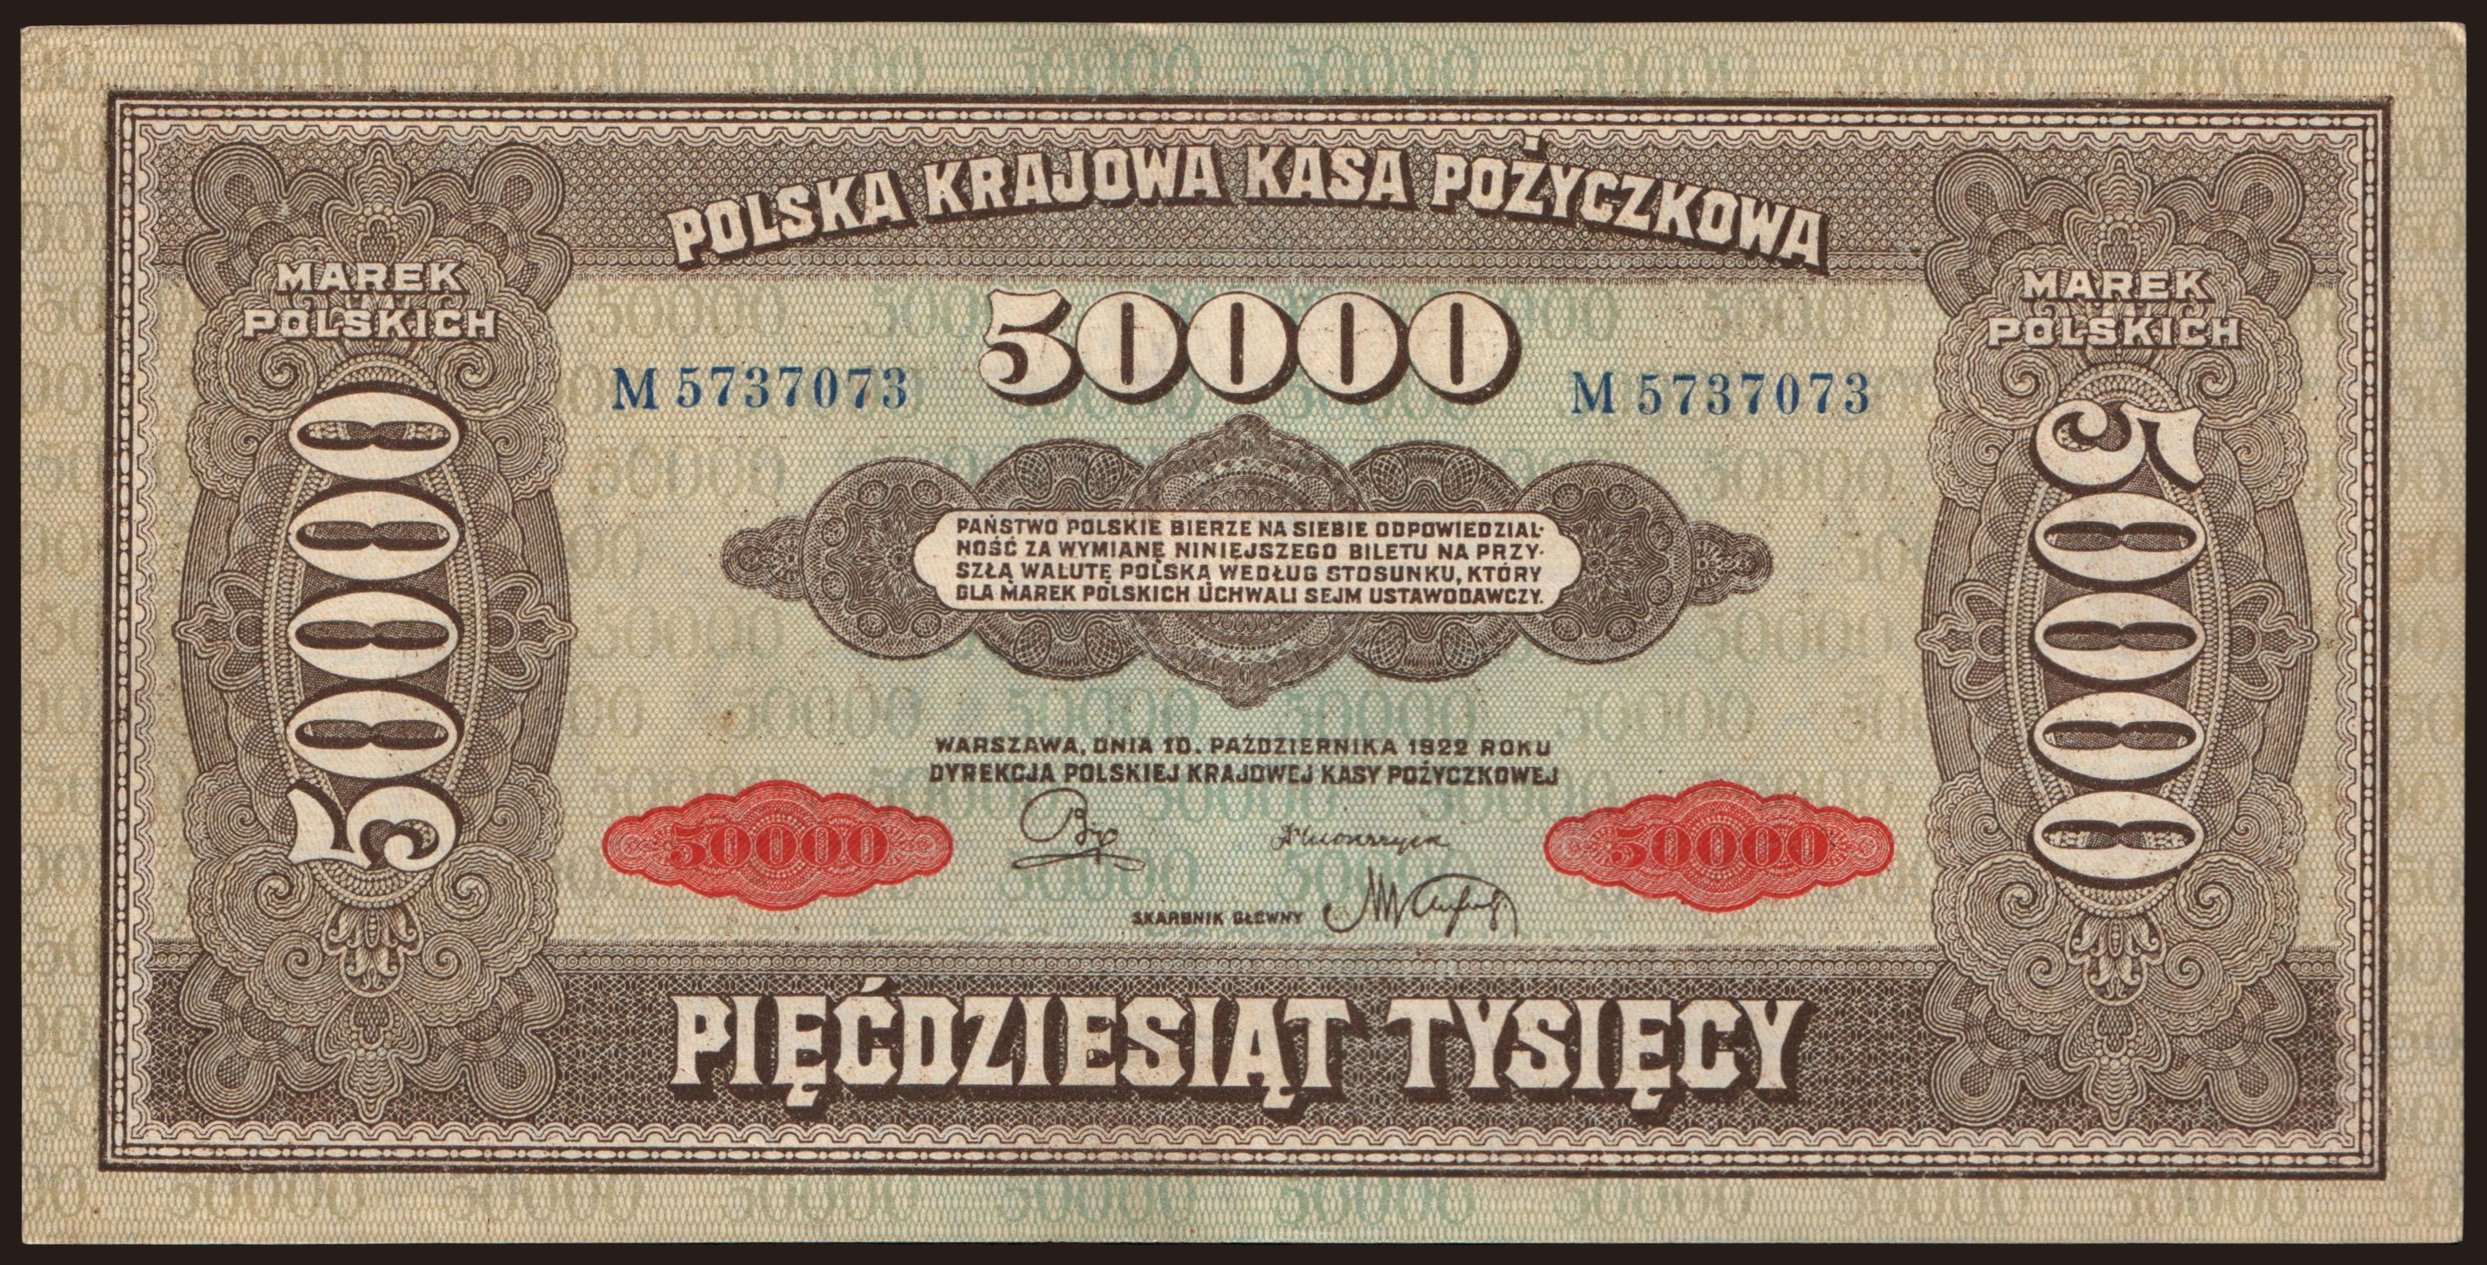 POLSKA KRAJOWA KASA POŻYCZKOWA
MAREK
POLSKICH
50000
MAREK
POLSKICH
M 5737073
M 5737073
50000
50000
PAŃSTWO POLSKIE BIERZE NA SIEBIE ODPOWIEDZIAL-
NOŚĆ ZA WYMIANĘ NINIEJSZEGO BILETU NA PRZY-
SZŁĄ WALUTĘ POLSKĄ WEDŁUG STOSUNKU, KTÓRY
DLA MAREK POLSKICH UCHWALI SEJM USTAWODAWCZY.
WARSZAWA, DNIA 10. PAŹDZIERNIKA 1922 ROKU
DYREKCJA POLSKIEJ KRAJOWEJ KASY POŻYCZKOWEJ
50000
50000
SKARBNIK GŁÓWNY
PIĘĆDZIESIĄT TYSIĘCY